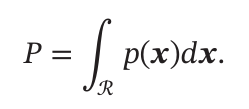 P = ∫_ℛ p(𝒙)d𝒙.